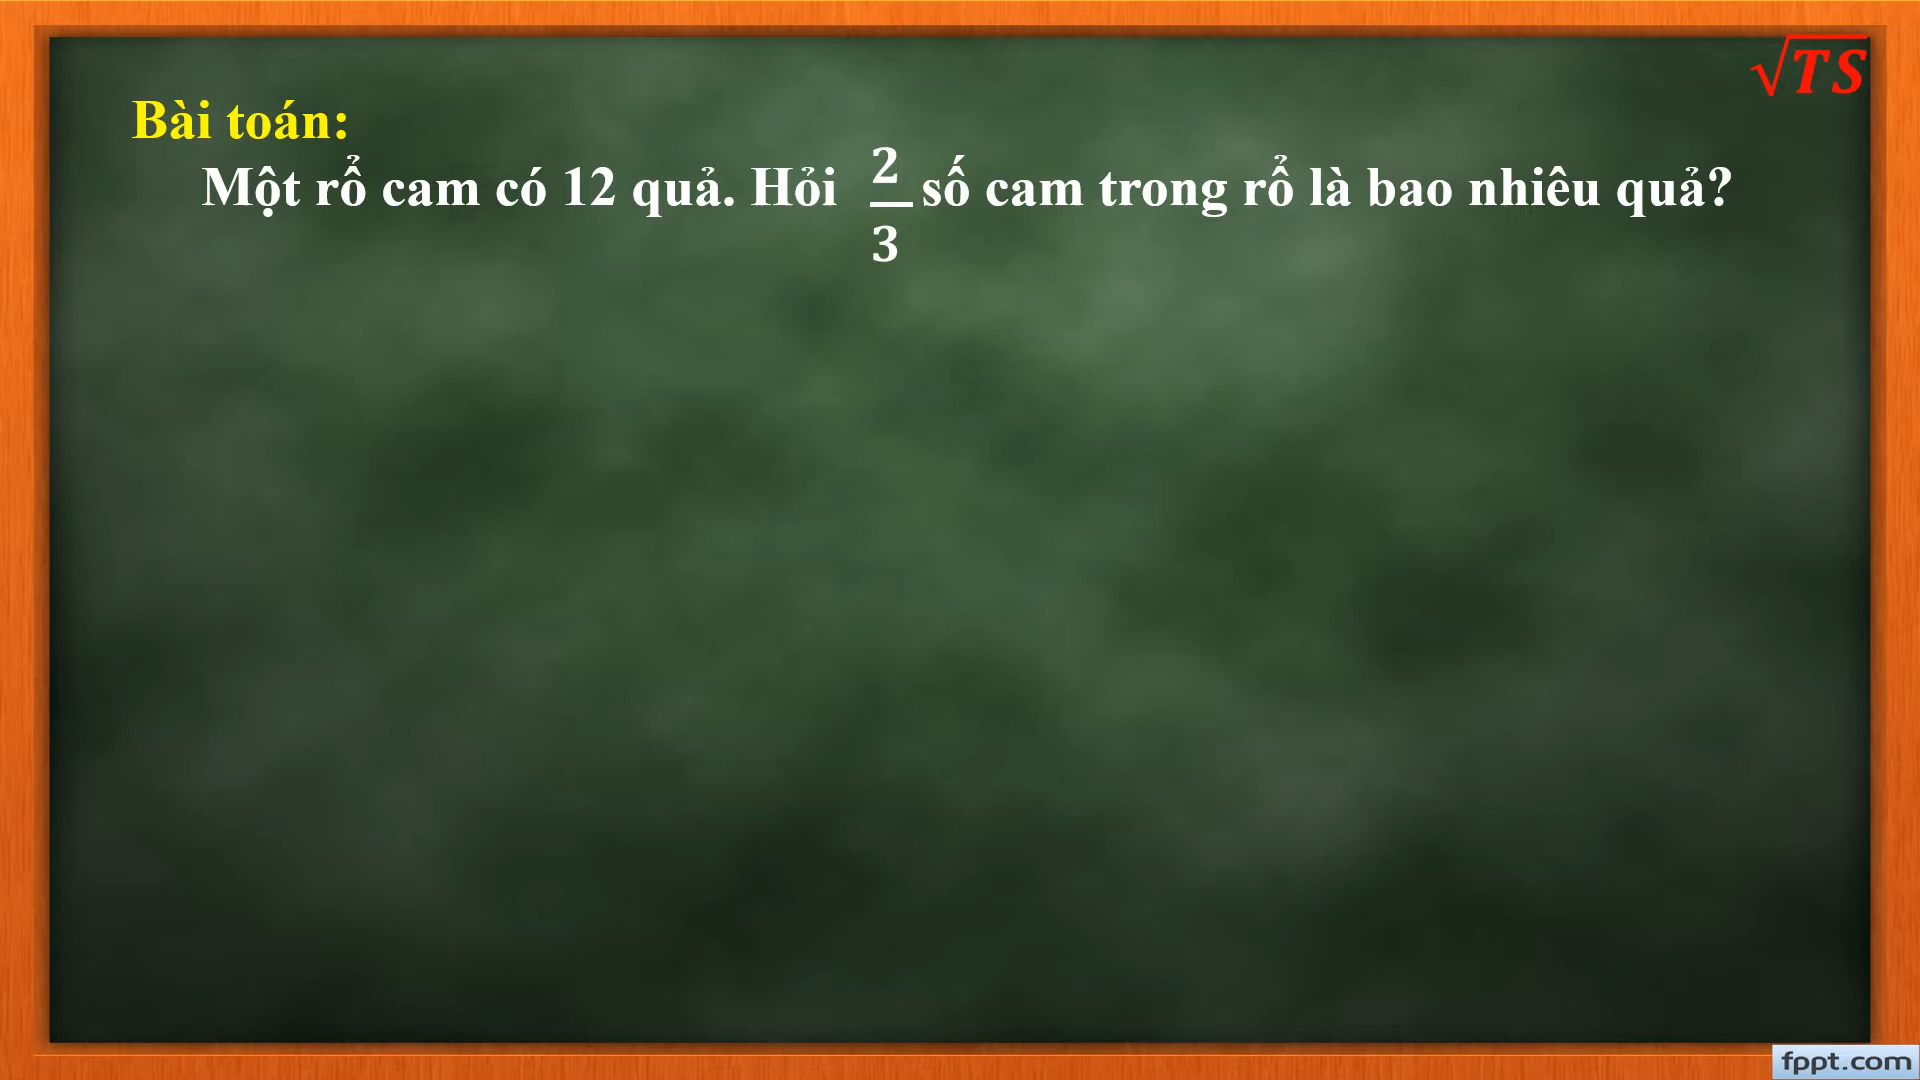 √TS
Bài toán:
Một rổ cam có 12 quả. Hỏi 2/3 số cam trong rổ là bao nhiêu quả?
fppt.com